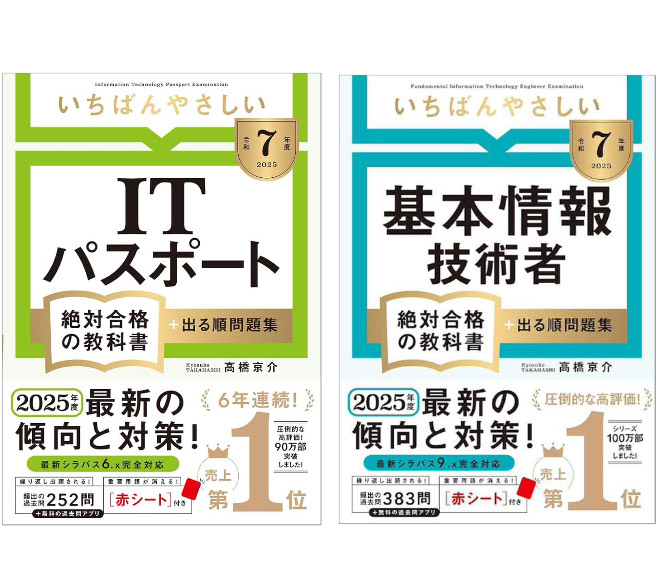 Information Technology Passport Examination
いちばんやさしい
令和 7 年度
2025
IT
パスポート
絶対合格
の教科書
+出る順問題集
Kyosuke
TAKAHASHI 高橋京介
2025年度
最新の
傾向と対策!
最新シラバス6.x完全対応
6年連続!
圧倒的な
高評価!
90万部
突破
しました!
売上
第1位
繰り返し出題される!
頻出の
過去問252問
+無料の過去問アプリ
重要用語が消える!
[赤シート]付き
Fundamental Information Technology Engineer Examination
いちばんやさしい
令和 7 年度
2025
基本情報
技術者
絶対合格
の教科書
+出る順問題集
Kyosuke
TAKAHASHI 高橋京介
2025年度
最新の
傾向と対策!
最新シラバス9.x完全対応
圧倒的な高評価!
シリーズ
100万部
突破
しました!
売上
第1位
繰り返し出題される!
頻出の
過去問383問
+無料の過去問アプリ
重要用語が消える!
[赤シート]付き